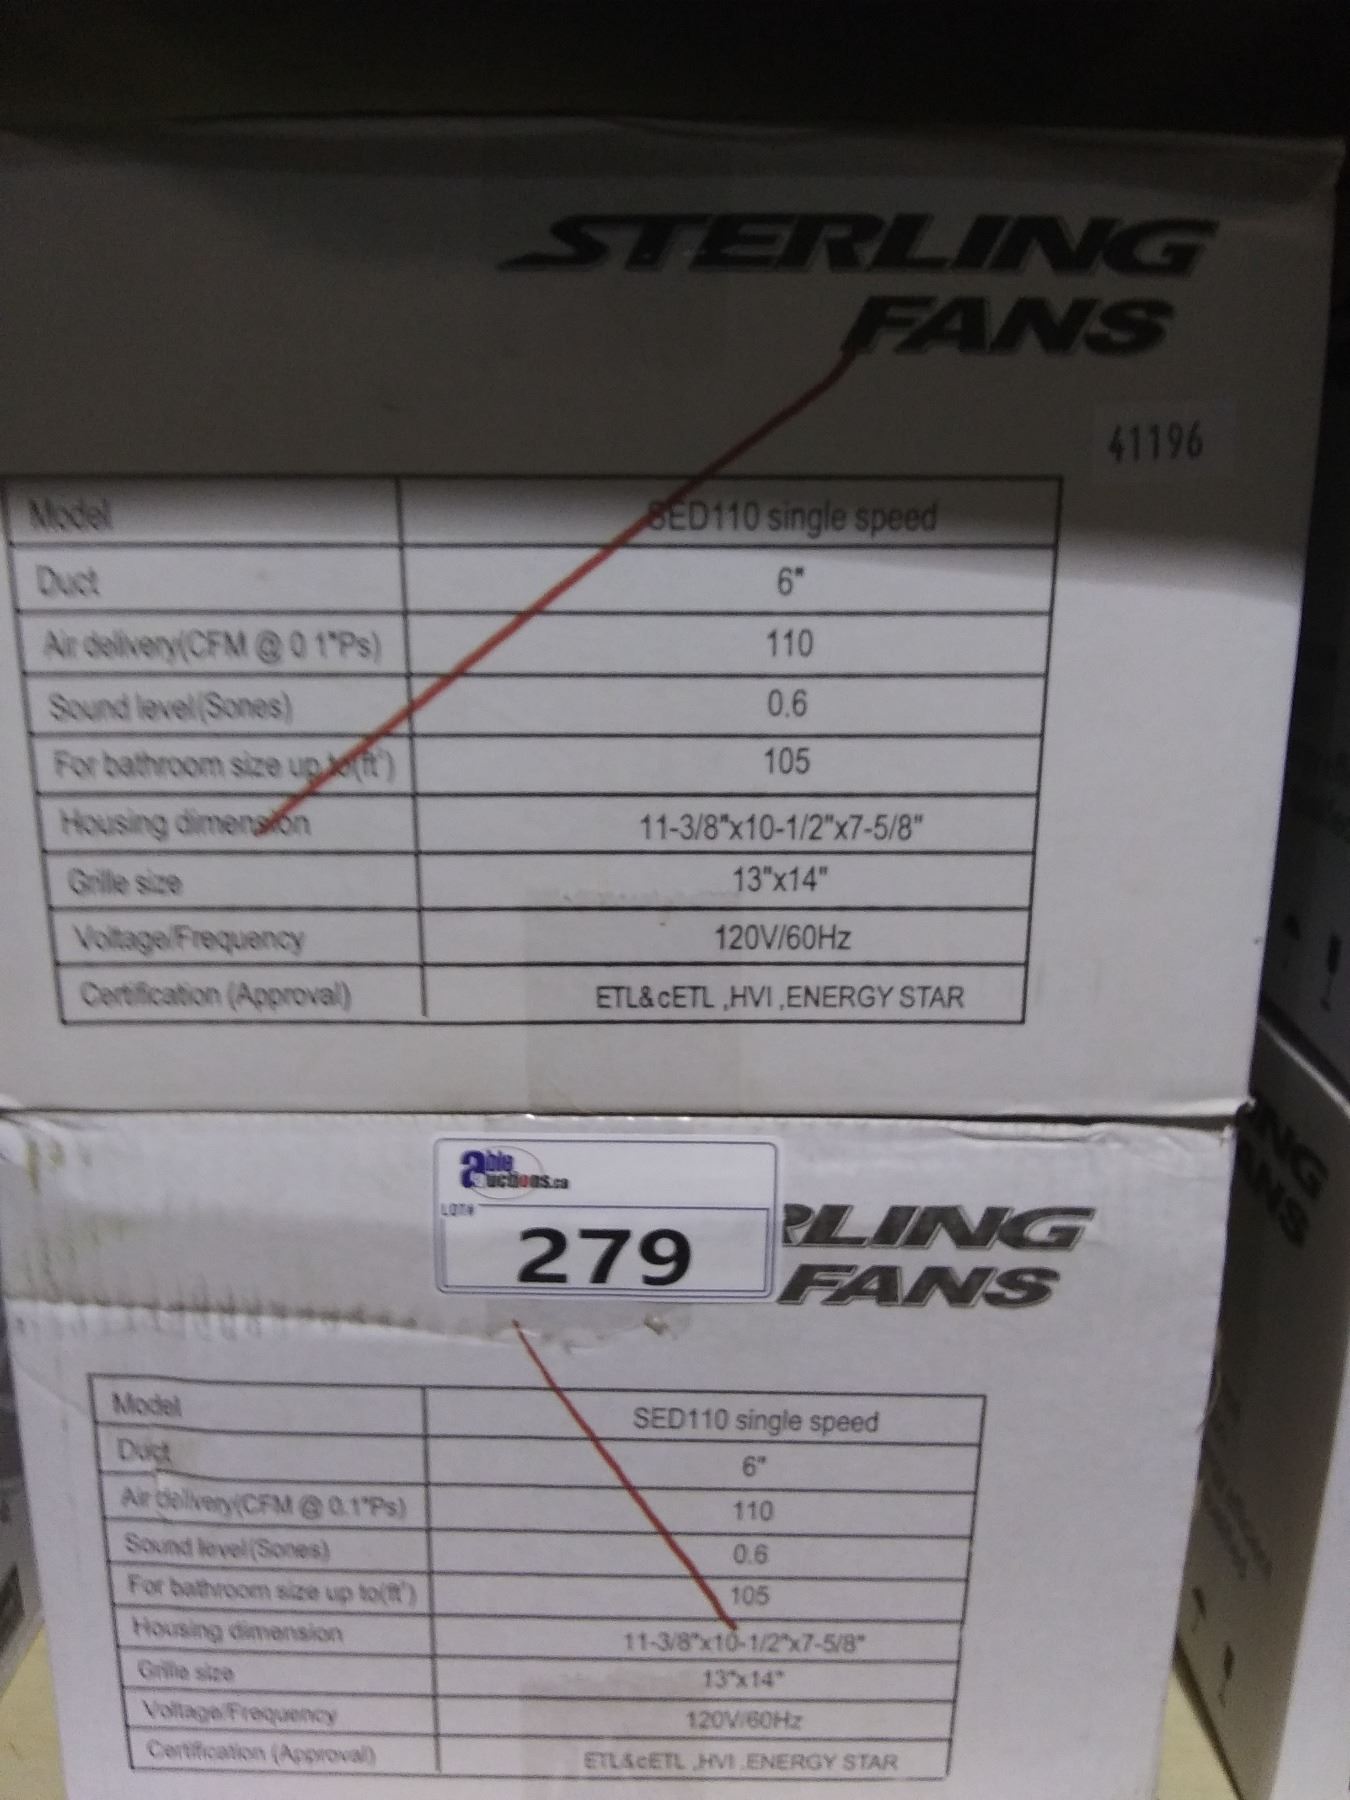 STERLING
FANS
41196
Model SED110 single speed
Duct 6"
Air delivery(CFM @ 0 1"Ps) 110
Sound level(Sones) 0.6
For bathroom size up to(ft²) 105
Housing dimension 11-3/8"x10-1/2"x7-5/8"
Grille size 13"x14"
Voltage/Frequency 120V/60Hz
Certification (Approval) ETL&cETL ,HVI ,ENERGY STAR
able
auctions.ca
LOT#
279
RLING
FANS
Model SED110 single speed
Duct 6"
Air delivery(CFM @ 0.1"Ps) 110
Sound level(Sones) 0.6
For bathroom size up to(ft²) 105
Housing dimension 11-3/8"x10-1/2"x7-5/8"
Grille size 13"x14"
Voltage/Frequency 120V/60Hz
Certification (Approval) ETL&cETL ,HVI ,ENERGY STAR
NG
ANS